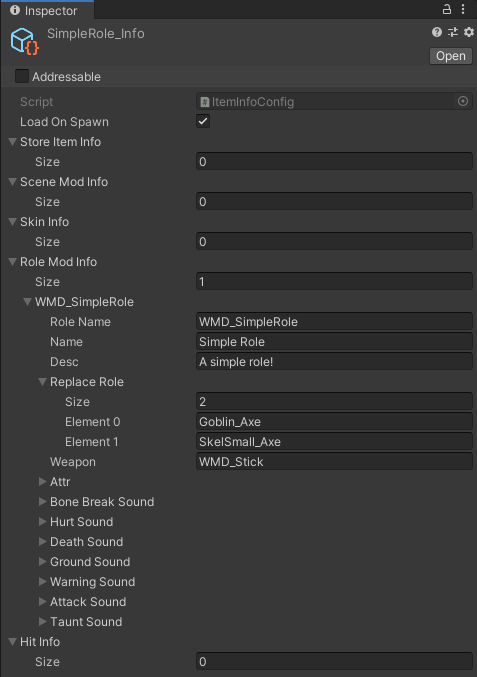 Inspector
SimpleRole_Info
Open
Addressable
Script # ItemInfoConfig
Load On Spawn
Store Item Info
Size 0
Scene Mod Info
Size 0
Skin Info
Size 0
Role Mod Info
Size 1
WMD_SimpleRole
Role Name WMD_SimpleRole
Name Simple Role
Desc A simple role!
Replace Role
Size 2
Element 0 Goblin_Axe
Element 1 SkelSmall_Axe
Weapon WMD_Stick
Attr
Bone Break Sound
Hurt Sound
Death Sound
Ground Sound
Warning Sound
Attack Sound
Taunt Sound
Hit Info
Size 0